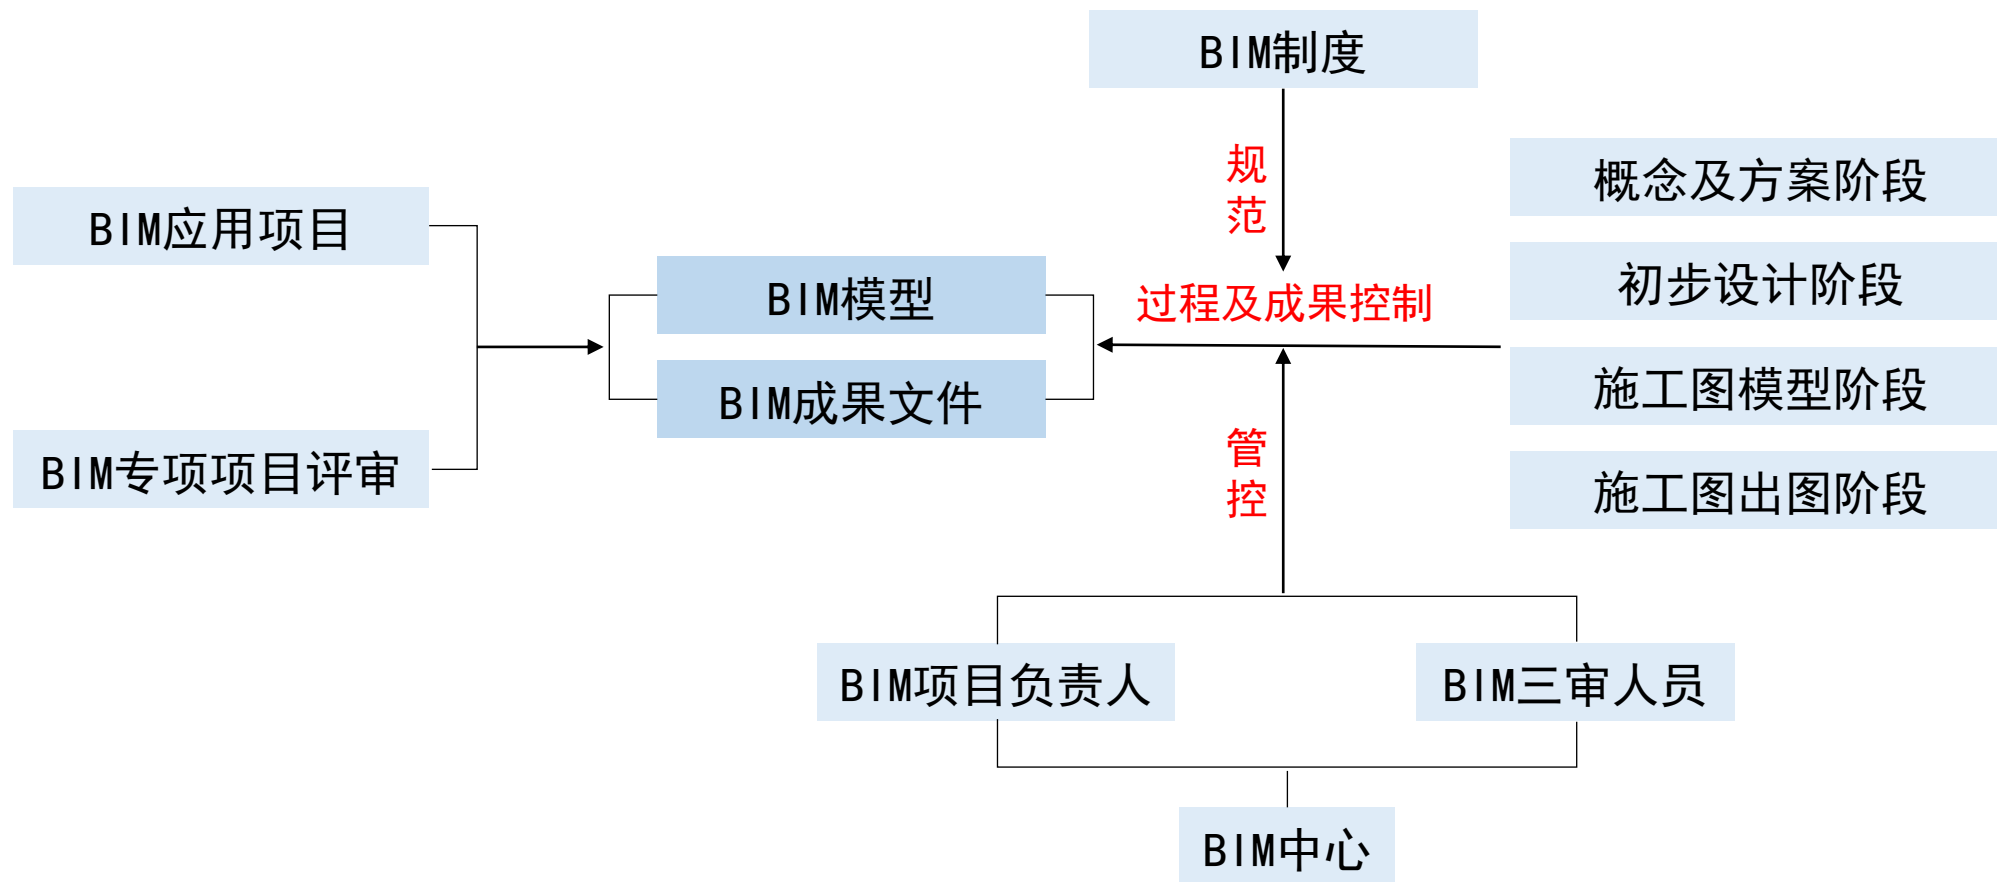 BIM制度
规
范
概念及方案阶段
BIM应用项目
初步设计阶段
BIM模型
过程及成果控制
施工图模型阶段
BIM成果文件
管
控
BIM专项项目评审
施工图出图阶段
BIM项目负责人
BIM三审人员
BIM中心